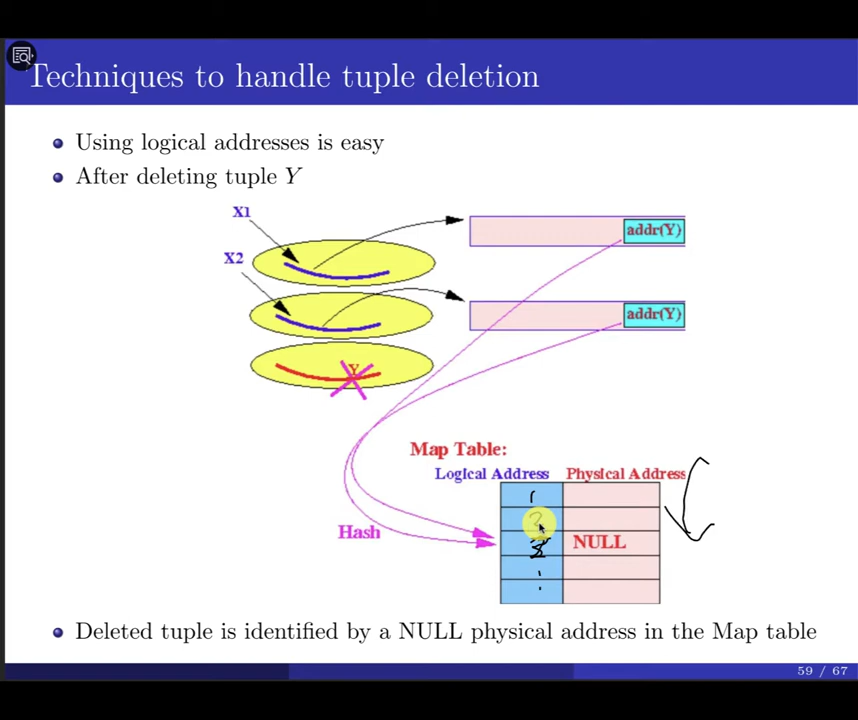 Techniques to handle tuple deletion
Using logical addresses is easy
After deleting tuple Y
X1
addr(Y)
X2
addr(Y)
Y
Map Table:
Logical Address Physical Address
1
2
Hash
3 NULL
Deleted tuple is identified by a NULL physical address in the Map table
59 / 67